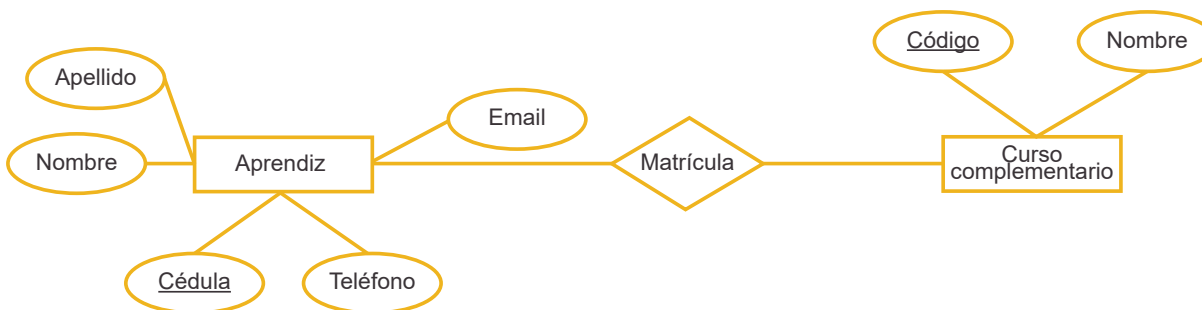 Código
Nombre
Apellido
Email
Nombre
Aprendiz
Matrícula
Curso
complementario
Cédula
Teléfono